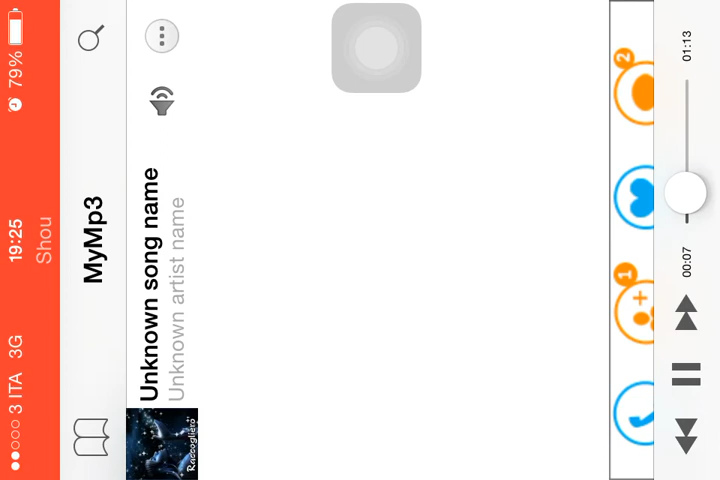 3 ITA 3G 19:25 79%
Shou
MyMp3
Unknown song name
Unknown artist name
Raccoglieto
1
2
00:07
01:13